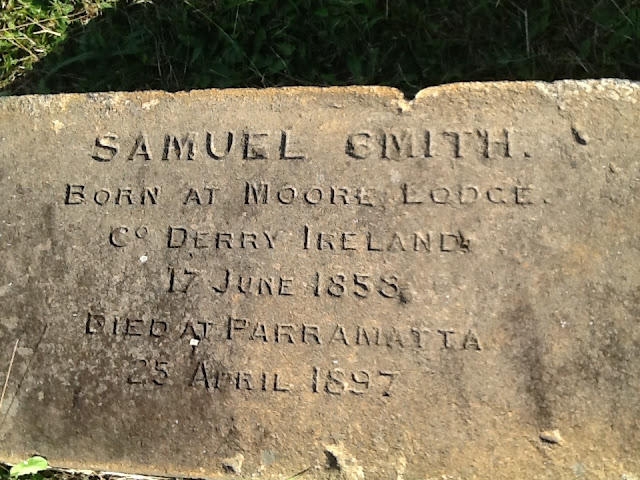 SAMUEL SMITH.
BORN AT MOORE LODGE.
Co DERRY IRELAND.
17 JUNE 1858
DIED AT PARRAMATTA
25 APRIL 1897